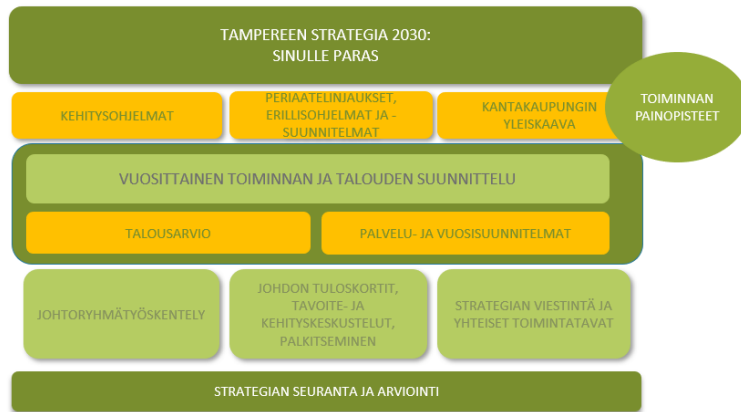 TAMPEREEN STRATEGIA 2030:
SINULLE PARAS
TOIMINNAN
PAINOPISTEET
KEHITYSOHJELMAT
PERIAATELINJAUKSET,
ERILLISOHJELMAT JA -
SUUNNITELMAT
KANTAKAUPUNGIN
YLEISKAAVA
VUOSITTAINEN TOIMINNAN JA TALOUDEN SUUNNITTELU
TALOUSARVIO
PALVELU- JA VUOSISUUNNITELMAT
JOHTORYHMÄTYÖSKENTELY
JOHDON TULOSKORTIT,
TAVOITE- JA
KEHITYSKESKUSTELUT,
PALKITSEMINEN
STRATEGIAN VIESTINTÄ JA
YHTEISET TOIMINTATAVAT
STRATEGIAN SEURANTA JA ARVIOINTI